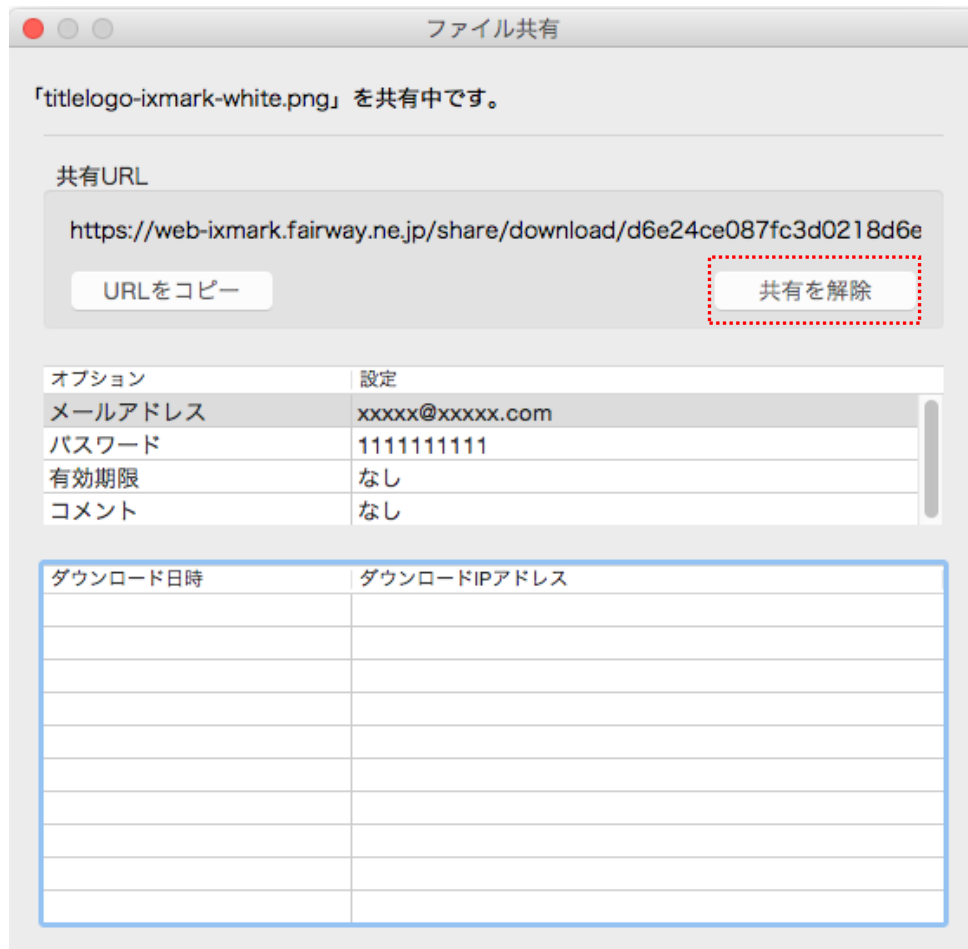 ファイル共有
「titlelogo-ixmark-white.png」を共有中です。
共有URL
https://web-ixmark.fairway.ne.jp/share/download/d6e24ce087fc3d0218d6e
URLをコピー 共有を解除
オプション 設定
メールアドレス xxxxx@xxxxx.com
パスワード 1111111111
有効期限 なし
コメント なし
ダウンロード日時 ダウンロードIPアドレス